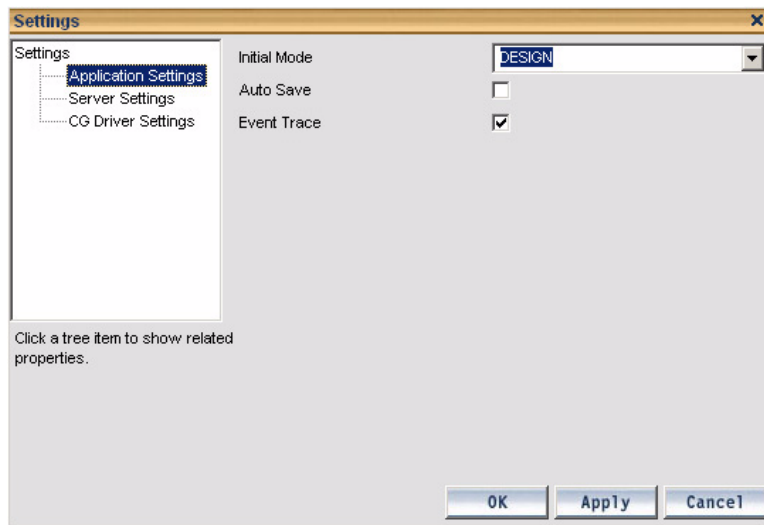 Settings
Settings
Application Settings
Server Settings
CG Driver Settings
Click a tree item to show related
properties.
Initial Mode
DESIGN
Auto Save
Event Trace
OK
Apply
Cancel